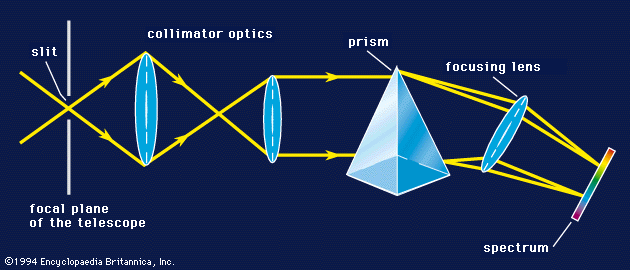 collimator optics
slit
prism
focusing lens
focal plane
of the telescope
spectrum
©1994 Encyclopaedia Britannica, Inc.